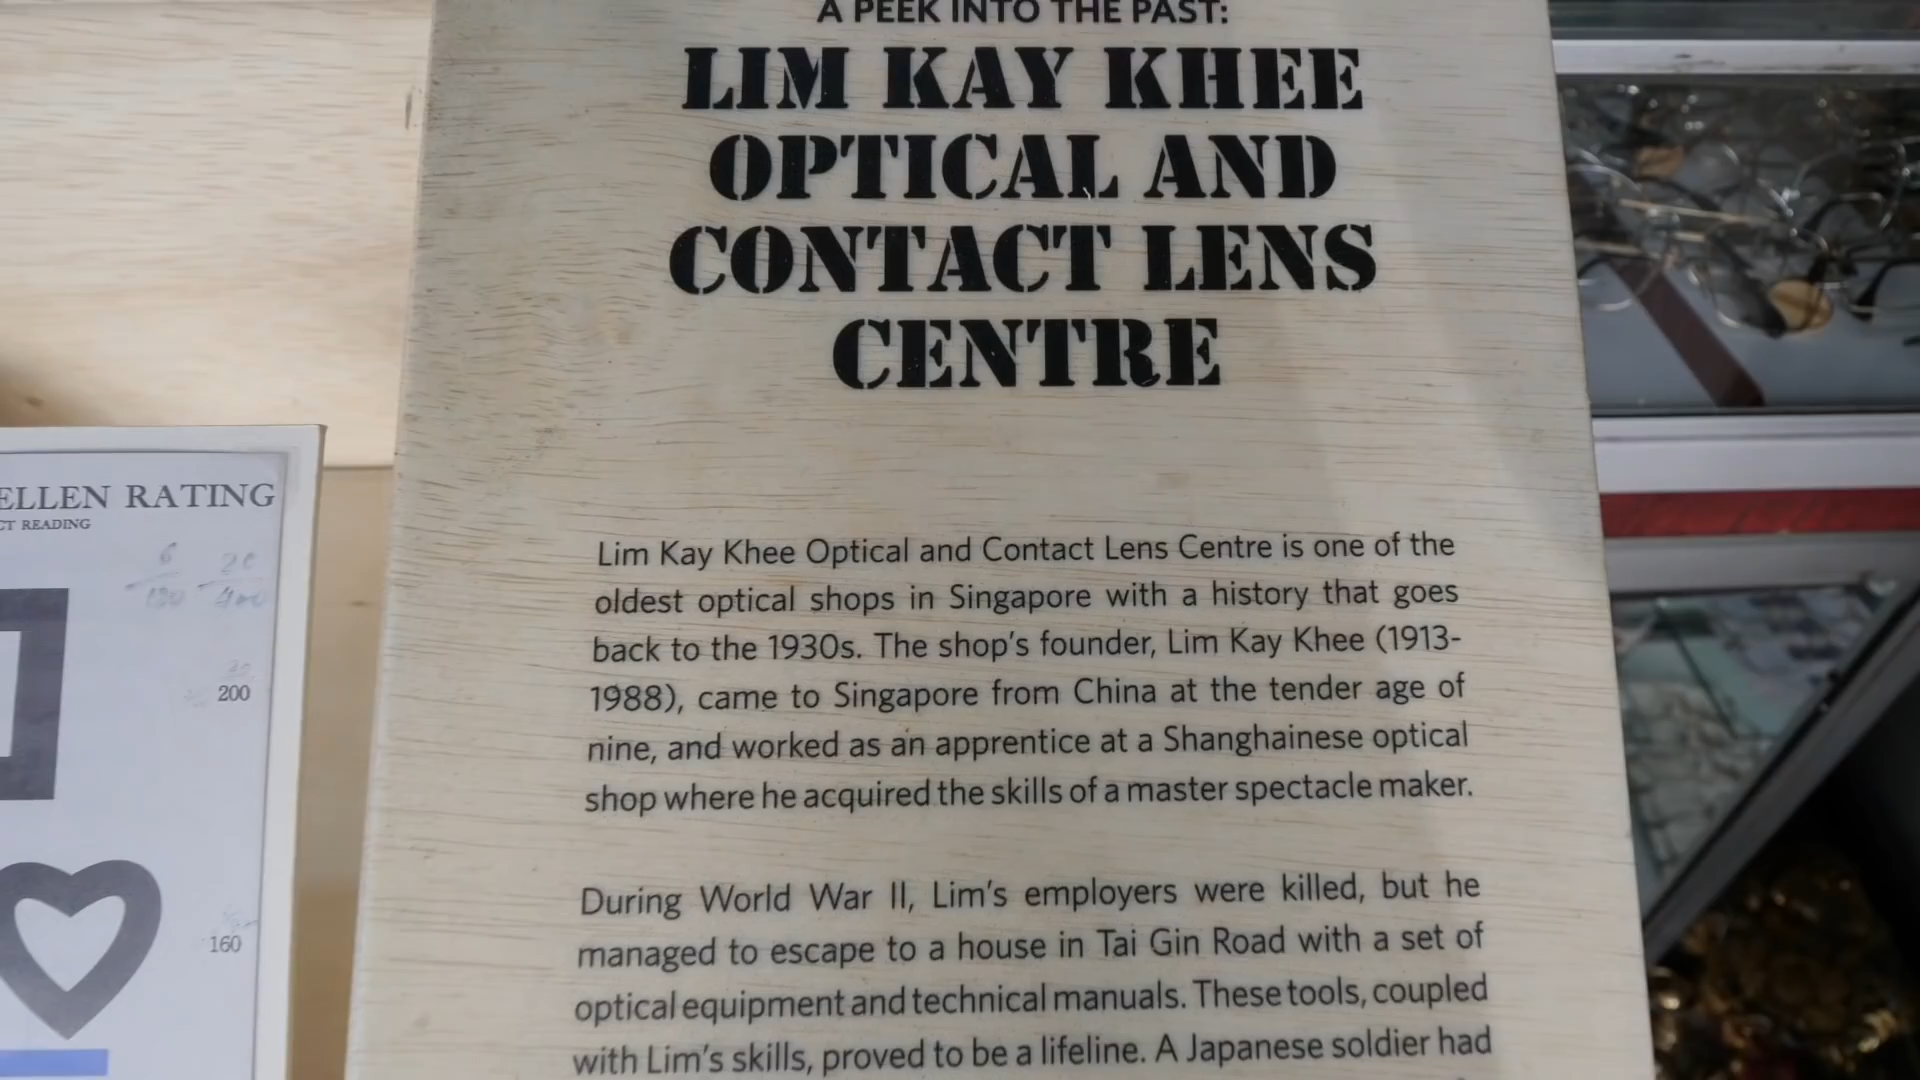 A PEEK INTO THE PAST:
LIM KAY KHEE
OPTICAL AND
CONTACT LENS
CENTRE
Lim Kay Khee Optical and Contact Lens Centre is one of the
oldest optical shops in Singapore with a history that goes
back to the 1930s. The shop's founder, Lim Kay Khee (1913-
1988), came to Singapore from China at the tender age of
nine, and worked as an apprentice at a Shanghainese optical
shop where he acquired the skills of a master spectacle maker.
During World War II, Lim's employers were killed, but he
managed to escape to a house in Tai Gin Road with a set of
optical equipment and technical manuals. These tools, coupled
with Lim's skills, proved to be a lifeline. A Japanese soldier had
ELLEN RATING
CT READING
200
160